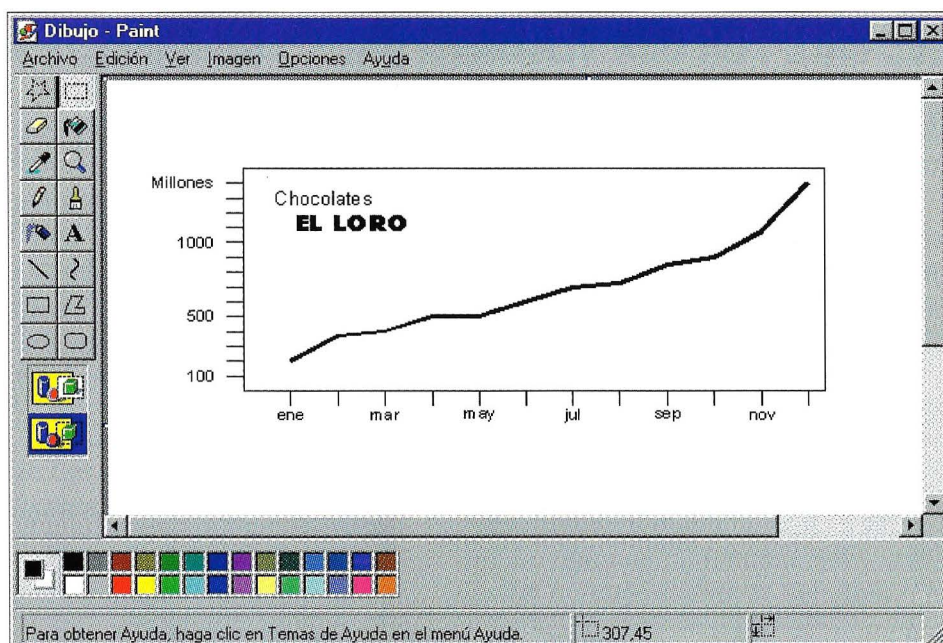 Dibujo - Paint
Archivo Edición Ver Imagen Opciones Ayuda
A
Millones
Chocolates
EL LORO
1000
500
100
ene mar may jul sep nov
Para obtener Ayuda, haga clic en Temas de Ayuda en el menú Ayuda.
307,45